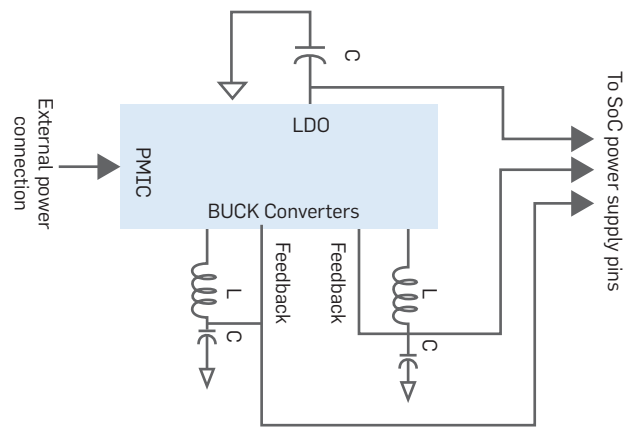 C
LDO
To SoC power supply pins
External power
connection
PMIC
BUCK Converters
Feedback
Feedback
L
L
C
C